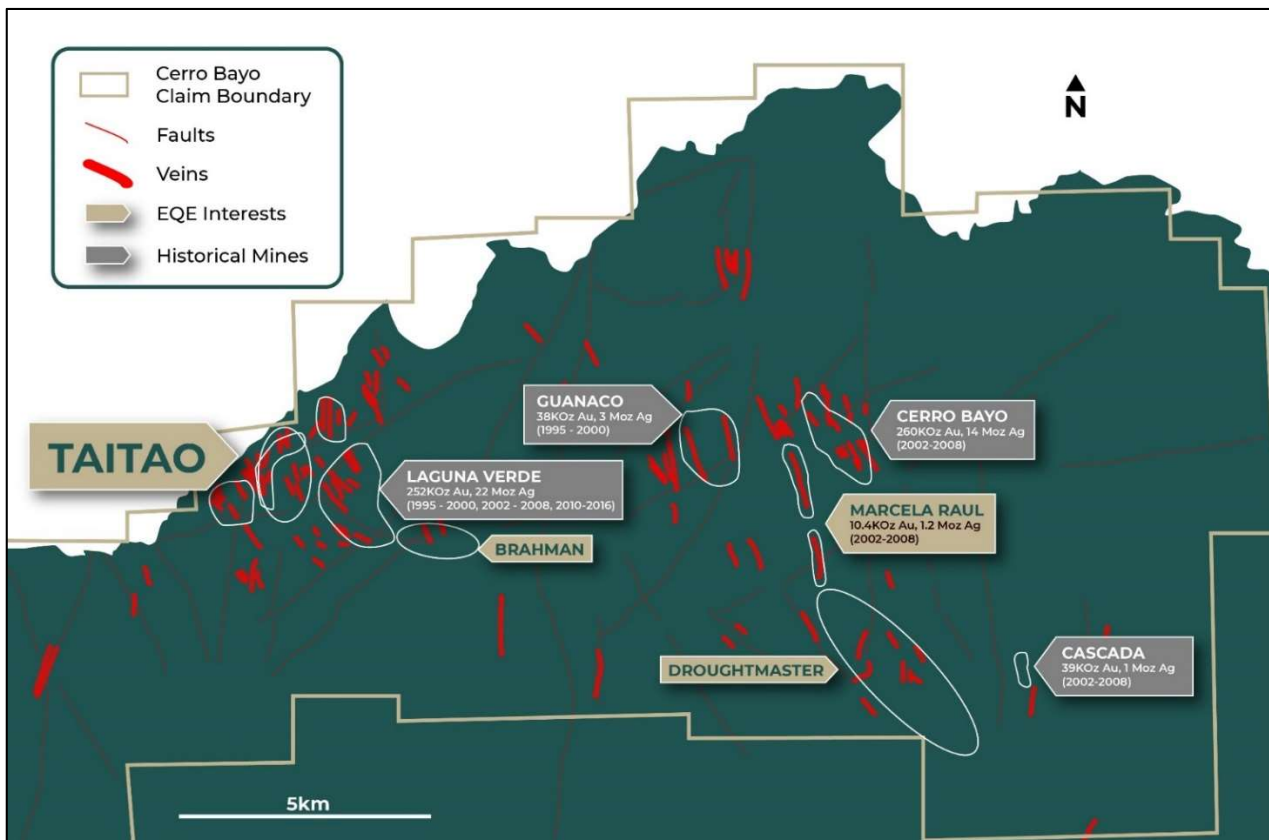 Cerro Bayo
Claim Boundary
Faults
Veins
EQE Interests
Historical Mines
N
TAITAO
GUANACO
38KOz Au, 3 Moz Ag
(1995 - 2000)
CERRO BAYO
260KOz Au, 14 Moz Ag
(2002-2008)
LAGUNA VERDE
252KOz Au, 22 Moz Ag
(1995 - 2000, 2002 - 2008, 2010-2016)
MARCELA RAUL
10.4KOz Au, 1.2 Moz Ag
(2002-2008)
BRAHMAN
DROUGHTMASTER
CASCADA
39KOz Au, 1 Moz Ag
(2002-2008)
5km